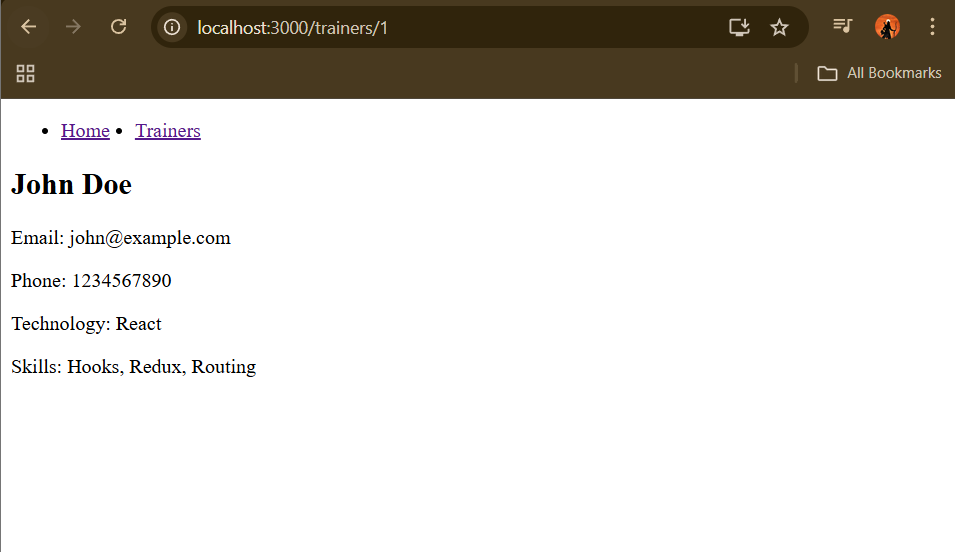 localhost:3000/trainers/1
All Bookmarks
Home Trainers
John Doe
Email: john@example.com
Phone: 1234567890
Technology: React
Skills: Hooks, Redux, Routing